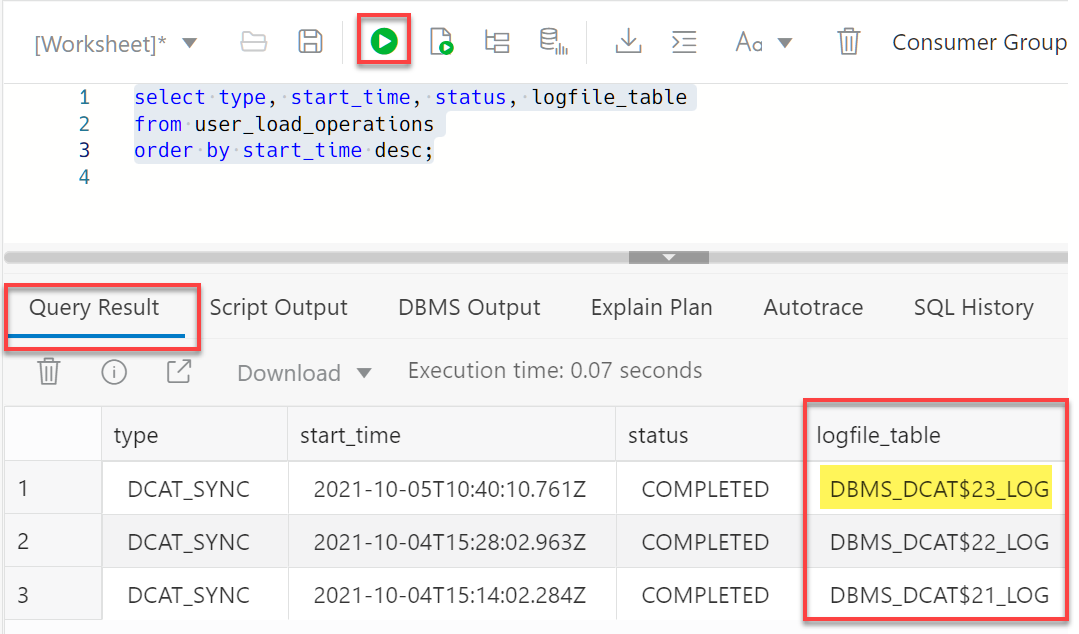 [Worksheet]* Aa Consumer Group
1 select type, start_time, status, logfile_table
2 from user_load_operations
3 order by start_time desc;
4
Query Result Script Output DBMS Output Explain Plan Autotrace SQL History
Download Execution time: 0.07 seconds
type start_time status logfile_table
1 DCAT_SYNC 2021-10-05T10:40:10.761Z COMPLETED DBMS_DCAT$23_LOG
2 DCAT_SYNC 2021-10-04T15:28:02.963Z COMPLETED DBMS_DCAT$22_LOG
3 DCAT_SYNC 2021-10-04T15:14:02.284Z COMPLETED DBMS_DCAT$21_LOG